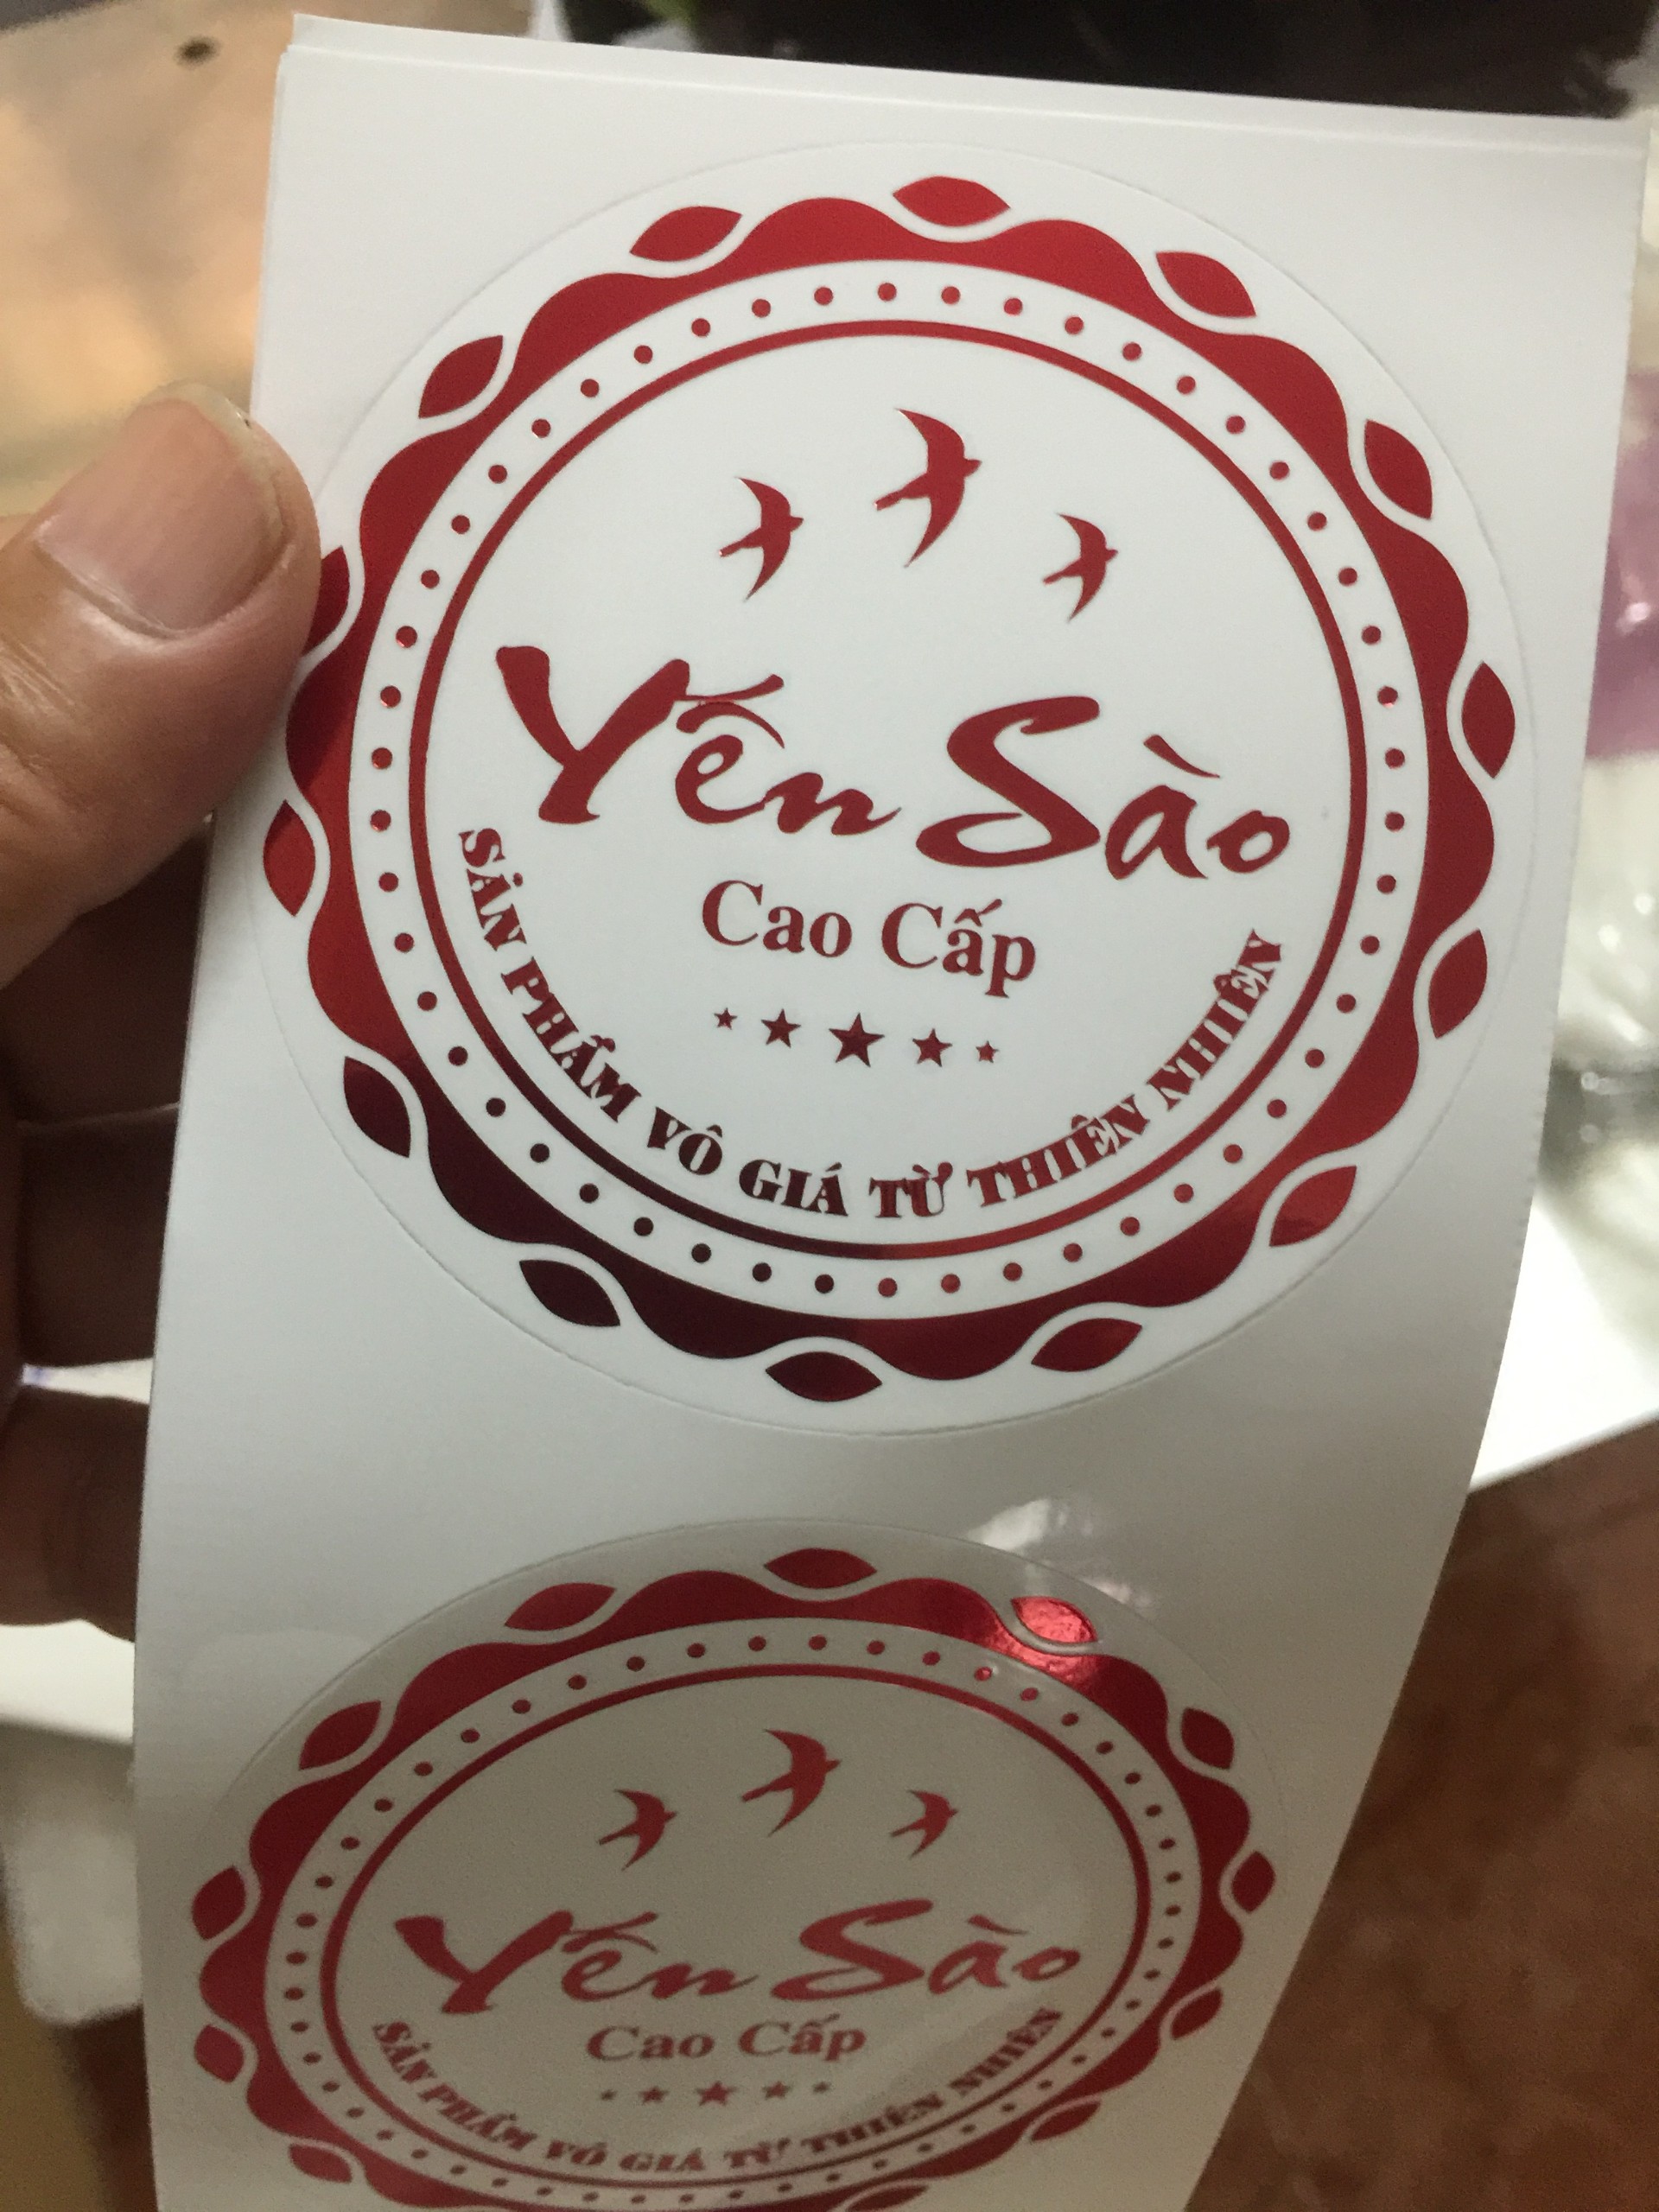 Yến Sào
Cao Cấp
SẢN PHẨM VÔ GIÁ TỪ THIÊN NHIÊN
Yến Sào
Cao Cấp
SẢN PHẨM VÔ GIÁ TỪ THIÊN NHIÊN